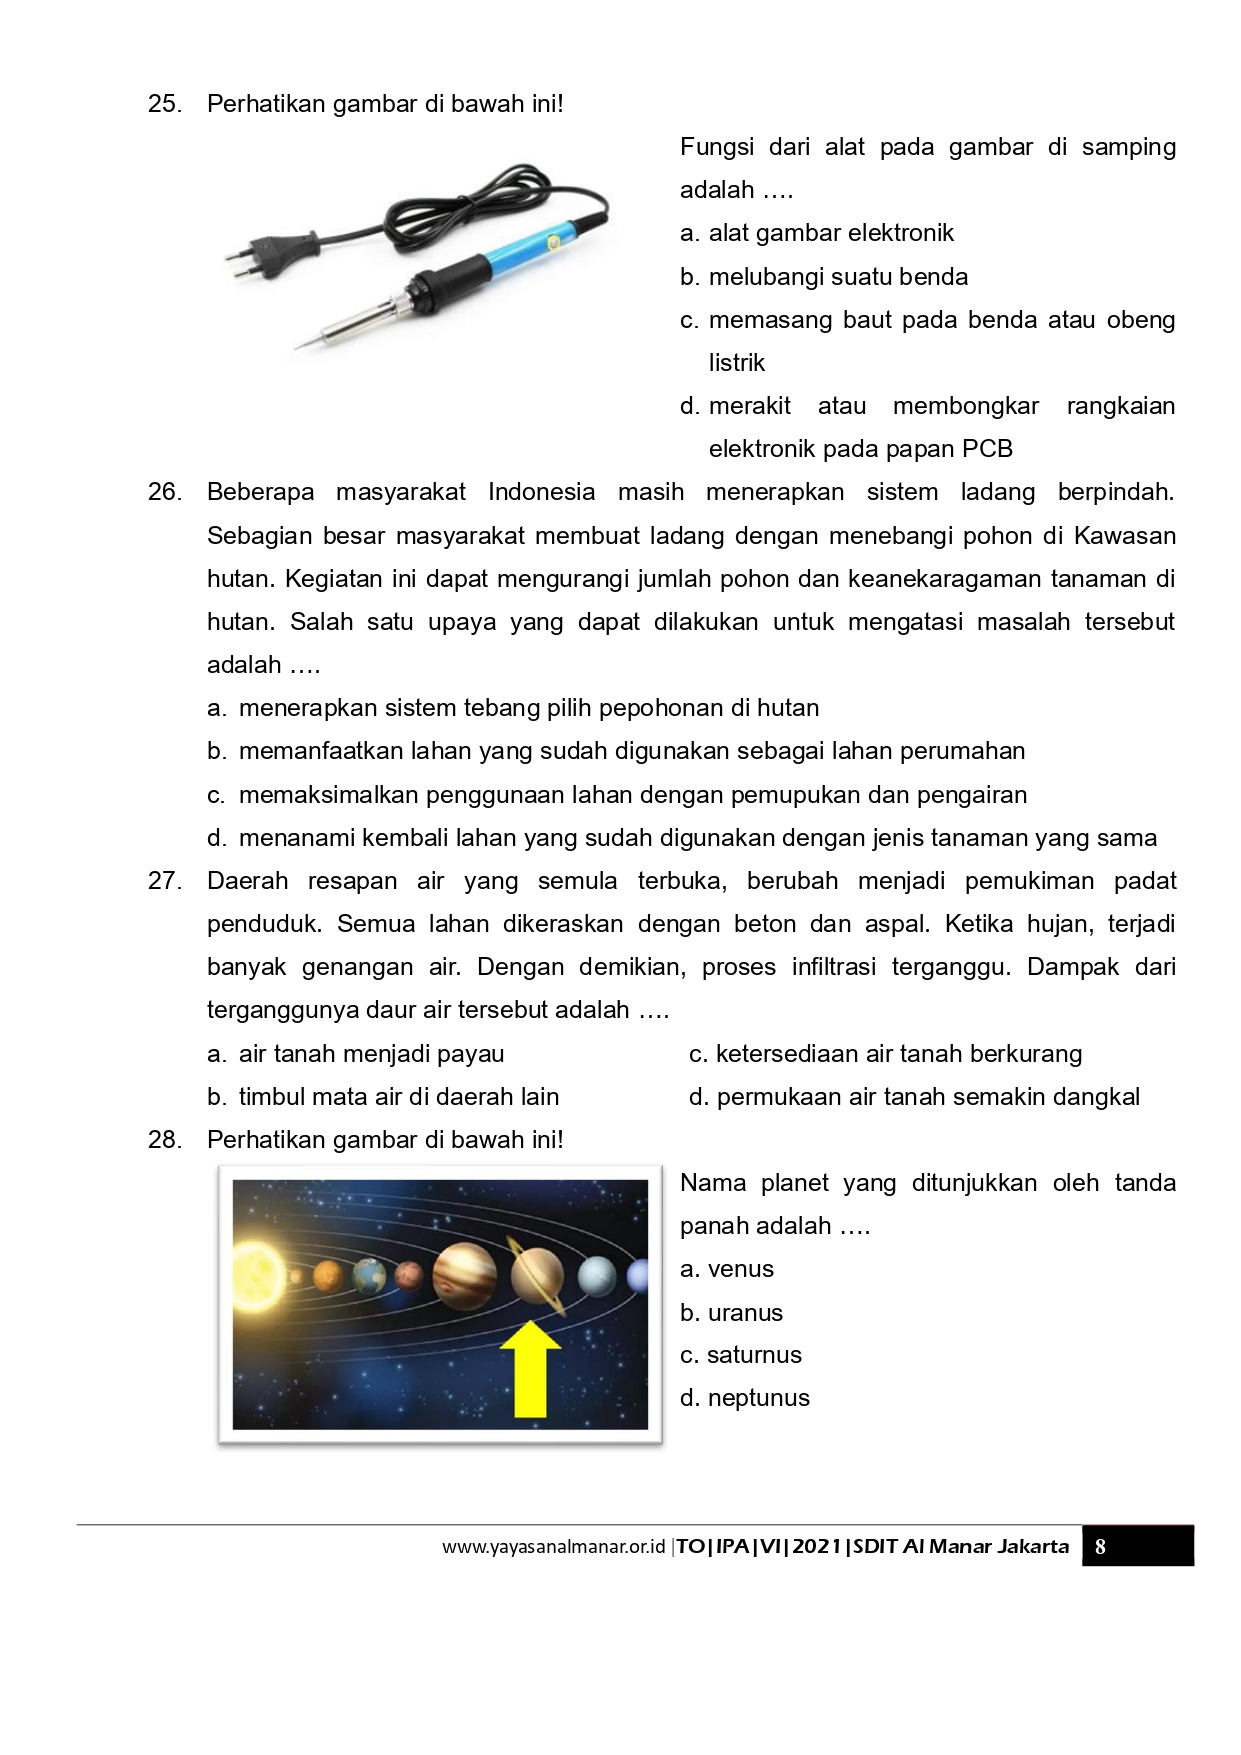 25. Perhatikan gambar di bawah ini!
Fungsi dari alat pada gambar di samping
adalah ….
a. alat gambar elektronik
b. melubangi suatu benda
c. memasang baut pada benda atau obeng
listrik
d. merakit atau membongkar rangkaian
elektronik pada papan PCB
26. Beberapa masyarakat Indonesia masih menerapkan sistem ladang berpindah.
Sebagian besar masyarakat membuat ladang dengan menebangi pohon di Kawasan
hutan. Kegiatan ini dapat mengurangi jumlah pohon dan keanekaragaman tanaman di
hutan. Salah satu upaya yang dapat dilakukan untuk mengatasi masalah tersebut
adalah ….
a. menerapkan sistem tebang pilih pepohonan di hutan
b. memanfaatkan lahan yang sudah digunakan sebagai lahan perumahan
c. memaksimalkan penggunaan lahan dengan pemupukan dan pengairan
d. menanami kembali lahan yang sudah digunakan dengan jenis tanaman yang sama
27. Daerah resapan air yang semula terbuka, berubah menjadi pemukiman padat
penduduk. Semua lahan dikeraskan dengan beton dan aspal. Ketika hujan, terjadi
banyak genangan air. Dengan demikian, proses infiltrasi terganggu. Dampak dari
terganggunya daur air tersebut adalah ….
a. air tanah menjadi payau c. ketersediaan air tanah berkurang
b. timbul mata air di daerah lain d. permukaan air tanah semakin dangkal
28. Perhatikan gambar di bawah ini!
Nama planet yang ditunjukkan oleh tanda
panah adalah ….
a. venus
b. uranus
c. saturnus
d. neptunus
www.yayasanalmanar.or.id |TO|IPA|VI|2021|SDIT Al Manar Jakarta 8